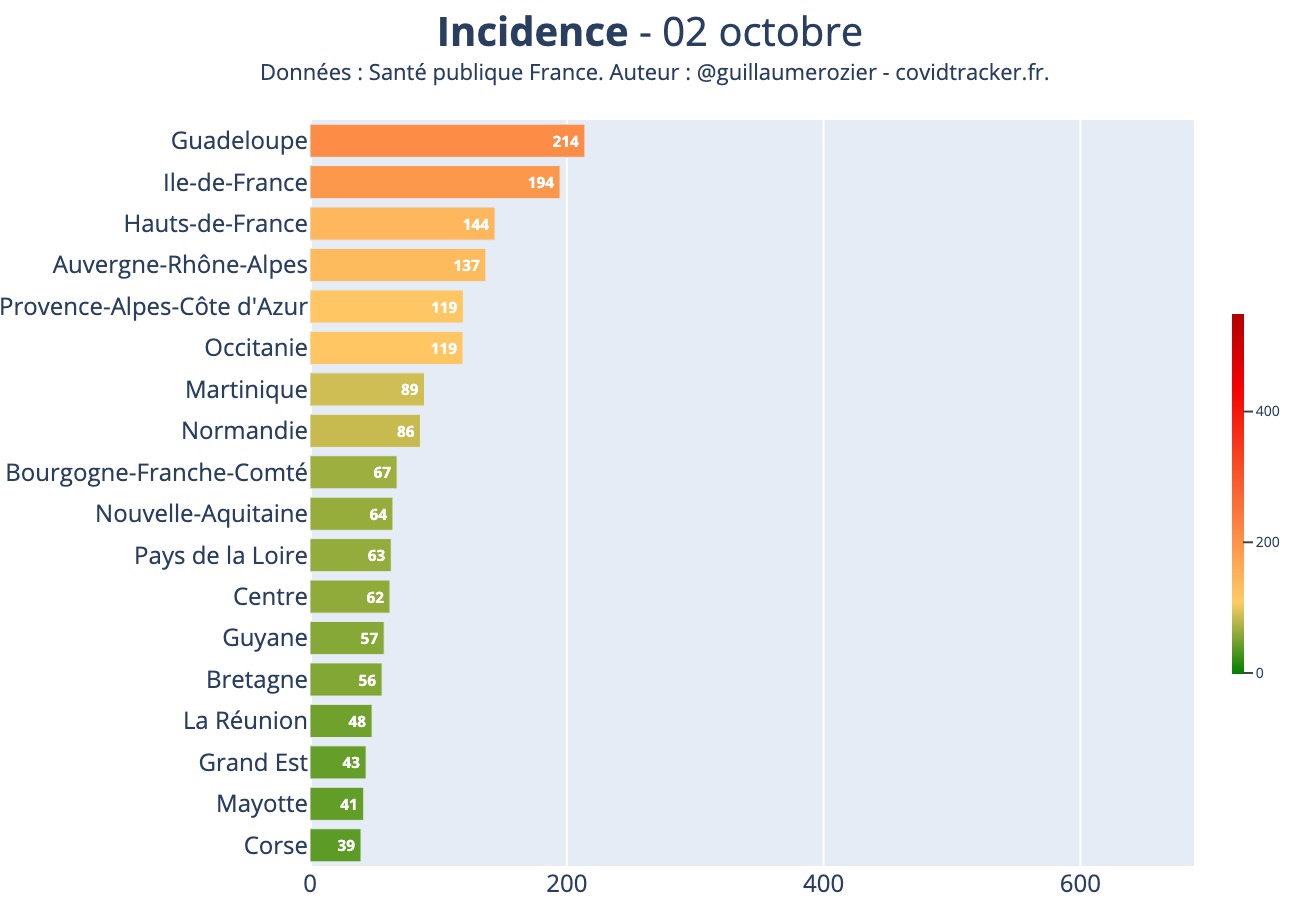 Incidence - 02 octobre
Données : Santé publique France. Auteur : @guillaumerozier - covidtracker.fr.
Guadeloupe 214
Ile-de-France 194
Hauts-de-France 144
Auvergne-Rhône-Alpes 137
Provence-Alpes-Côte d'Azur 119
Occitanie 119
Martinique 89
Normandie 86
Bourgogne-Franche-Comté 67
Nouvelle-Aquitaine 64
Pays de la Loire 63
Centre 62
Guyane 57
Bretagne 56
La Réunion 48
Grand Est 43
Mayotte 41
Corse 39
0 200 400 600
400
200
0